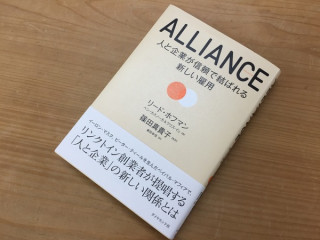 ALLIANCE
人と企業が信頼で結ばれる
新しい雇用
リード・ホフマン
篠田真貴子
リンクトイン創業者が提唱する
「人と企業」の新しい関係とは